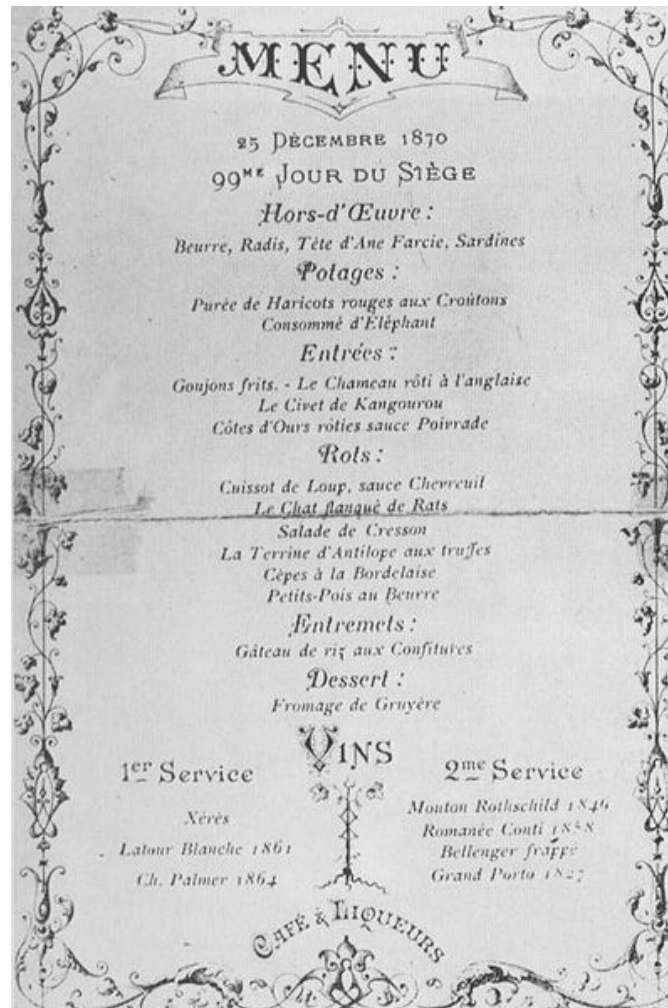 MENU
25 DÉCEMBRE 1870
99ME JOUR DU SIÈGE
Hors-d'Œuvre :
Beurre, Radis, Tête d'Ane Farcie, Sardines
Potages :
Purée de Haricots rouges aux Croûtons
Consommé d'Éléphant
Entrées :
Goujons frits. - Le Chameau rôti à l'anglaise
Le Civet de Kangourou
Côtes d'Ours rôties sauce Poivrade
Rots :
Cuissot de Loup, sauce Chevreuil
Le Chat flanqué de Rats
Salade de Cresson
La Terrine d'Antilope aux truffes
Cèpes à la Bordelaise
Petits-Pois au Beurre
Entremets :
Gâteau de riz aux Confitures
Dessert :
Fromage de Gruyère
VINS
1er Service
Xérès
Latour Blanche 1861
Ch. Palmer 1864
2me Service
Mouton Rothschild 1846
Romanée Conti 1858
Bellenger frappé
Grand Porto 1827
CAFÉ & LIQUEURS